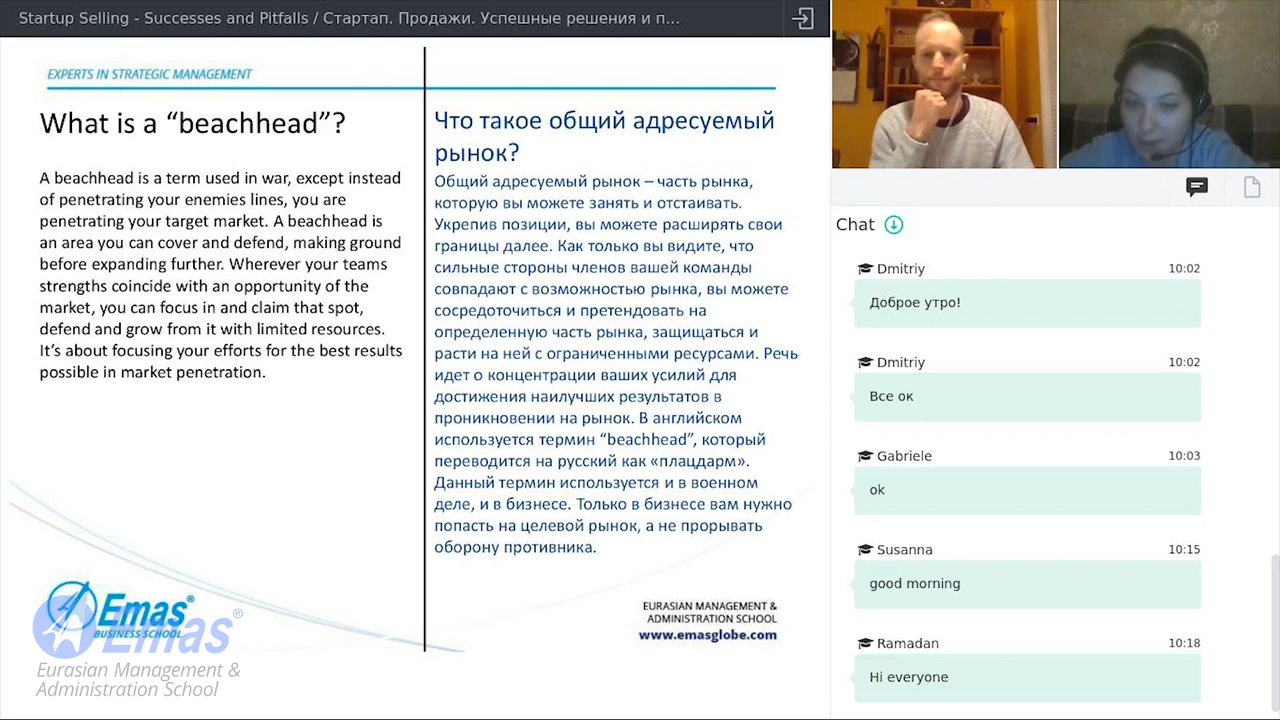 Startup Selling - Successes and Pitfalls / Стартап. Продажи. Успешные решения и п...
EXPERTS IN STRATEGIC MANAGEMENT
What is a “beachhead”?
A beachhead is a term used in war, except instead
of penetrating your enemies lines, you are
penetrating your target market. A beachhead is
an area you can cover and defend, making ground
before expanding further. Wherever your teams
strengths coincide with an opportunity of the
market, you can focus in and claim that spot,
defend and grow from it with limited resources.
It’s about focusing your efforts for the best results
possible in market penetration.
Что такое общий адресуемый
рынок?
Общий адресуемый рынок – часть рынка,
которую вы можете занять и отстаивать.
Укрепив позиции, вы можете расширять свои
границы далее. Как только вы видите, что
сильные стороны членов вашей команды
совпадают с возможностью рынка, вы можете
сосредоточиться и претендовать на
определенную часть рынка, защищаться и
расти на ней с ограниченными ресурсами. Речь
идет о концентрации ваших усилий для
достижения наилучших результатов в
проникновении на рынок. В английском
используется термин “beachhead”, который
переводится на русский как «плацдарм».
Данный термин используется и в военном
деле, и в бизнесе. Только в бизнесе вам нужно
попасть на целевой рынок, а не прорывать
оборону противника.
Emas®
BUSINESS SCHOOL
Emas®
Eurasian Management &
Administration School
EURASIAN MANAGEMENT &
ADMINISTRATION SCHOOL
www.emasglobe.com
Chat
Dmitriy 10:02
Доброе утро!
Dmitriy 10:02
Все ок
Gabriele 10:03
ok
Susanna 10:15
good morning
Ramadan 10:18
Hi everyone